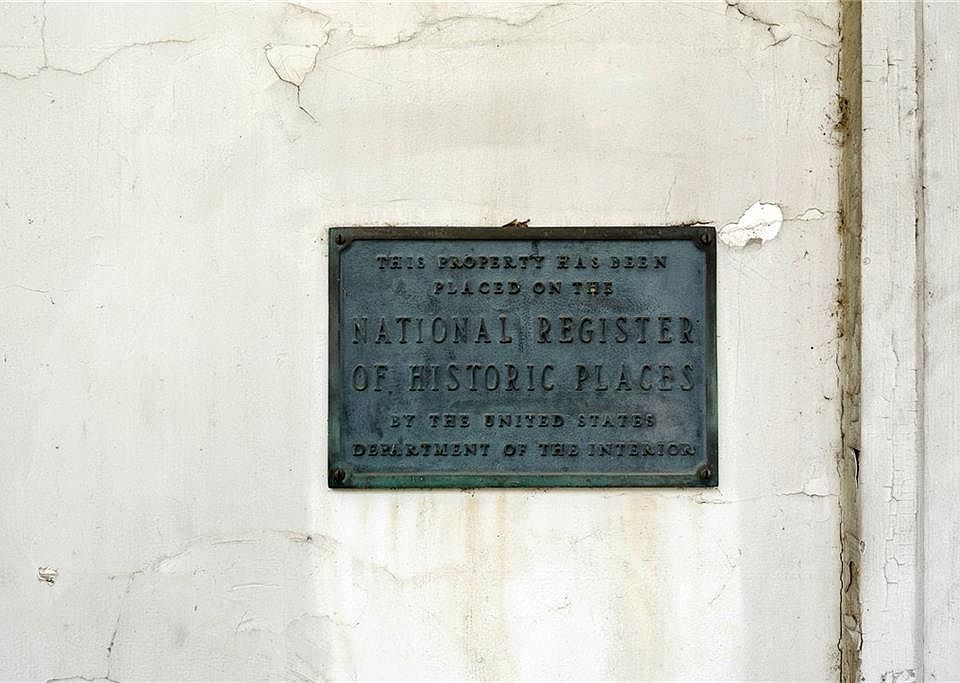 THIS PROPERTY HAS BEEN
PLACED ON THE
NATIONAL REGISTER
OF HISTORIC PLACES
BY THE UNITED STATES
DEPARTMENT OF THE INTERIOR